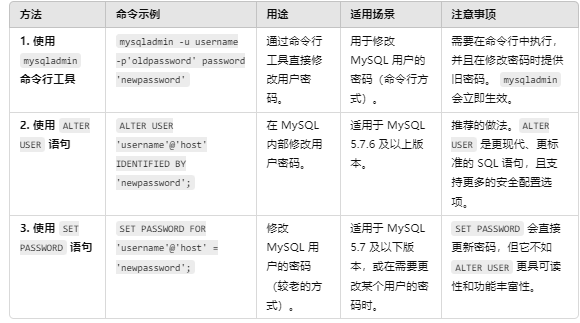 方法 命令示例 用途 适用场景 注意事项
1. 使用
mysqladmin
命令行工具
mysqladmin -u username
-p'oldpassword' password
'newpassword'
通过命令行
工具直接修
改用户密
码。
用于修改
MySQL 用户的
密码（命令行方
式）。
需要在命令行中执行，
并且在修改密码时提供
旧密码。 mysqladmin
会立即生效。
2. 使用 ALTER
USER 语句
ALTER USER
'username'@'host'
IDENTIFIED BY
'newpassword';
在 MySQL
内部修改用
户密码。
适用于 MySQL
5.7.6 及以上版
本。
推荐的做法。 ALTER
USER 是更现代、更标
准的 SQL 语句，且支
持更多的安全配置选
项。
3. 使用 SET
PASSWORD 语句
SET PASSWORD FOR
'username'@'host' =
'newpassword';
修改
MySQL 用
户的密码
（较老的方
式）。
适用于 MySQL
5.7 及以下版
本，或在需要更
改某个用户的密
码时。
SET PASSWORD 会直接
更新密码，但它不如
ALTER USER 更具可读
性和功能丰富性。